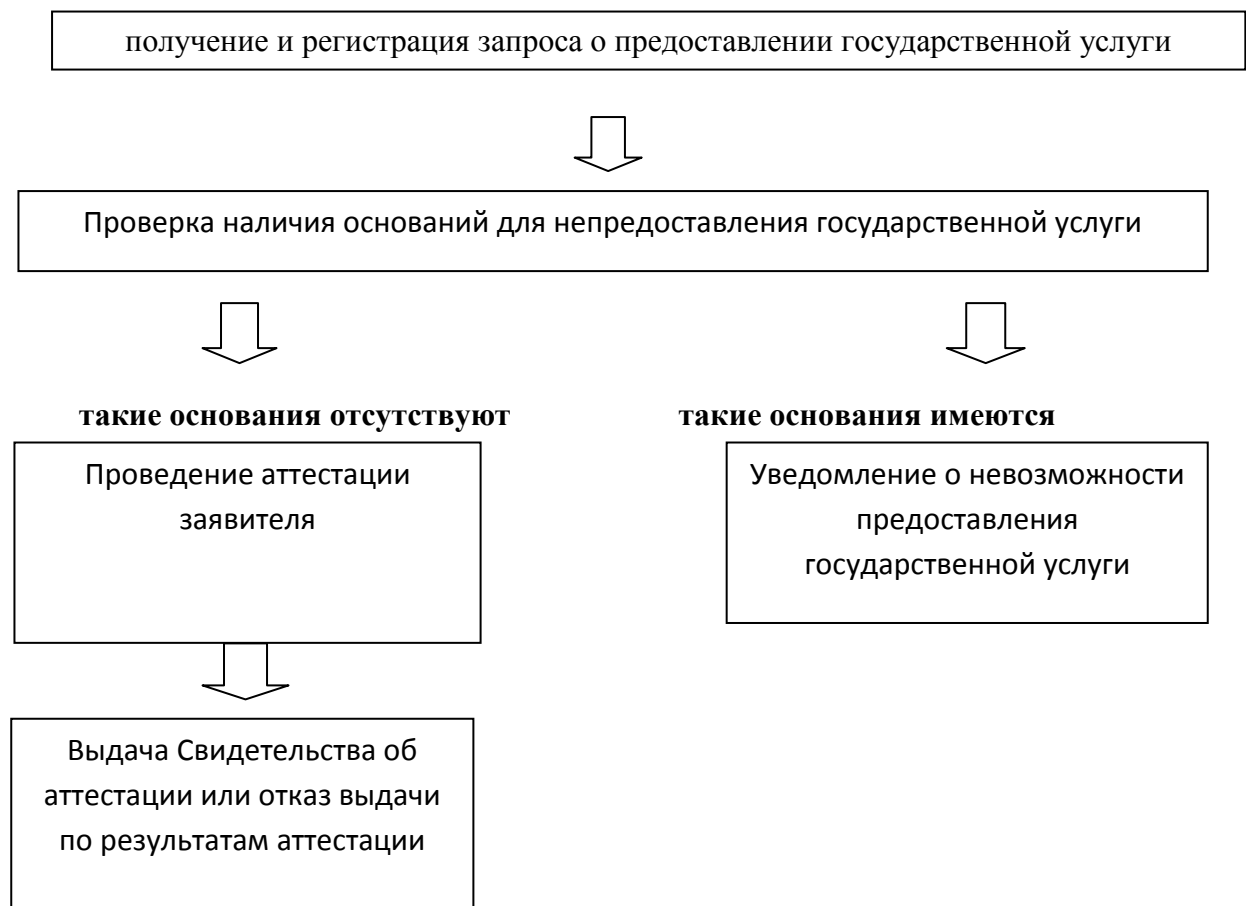 получение и регистрация запроса о предоставлении государственной услуги
Проверка наличия оснований для непредоставления государственной услуги
такие основания отсутствуют
такие основания имеются
Проведение аттестации
заявителя
Уведомление о невозможности
предоставления
государственной услуги
Выдача Свидетельства об
аттестации или отказ выдачи
по результатам аттестации